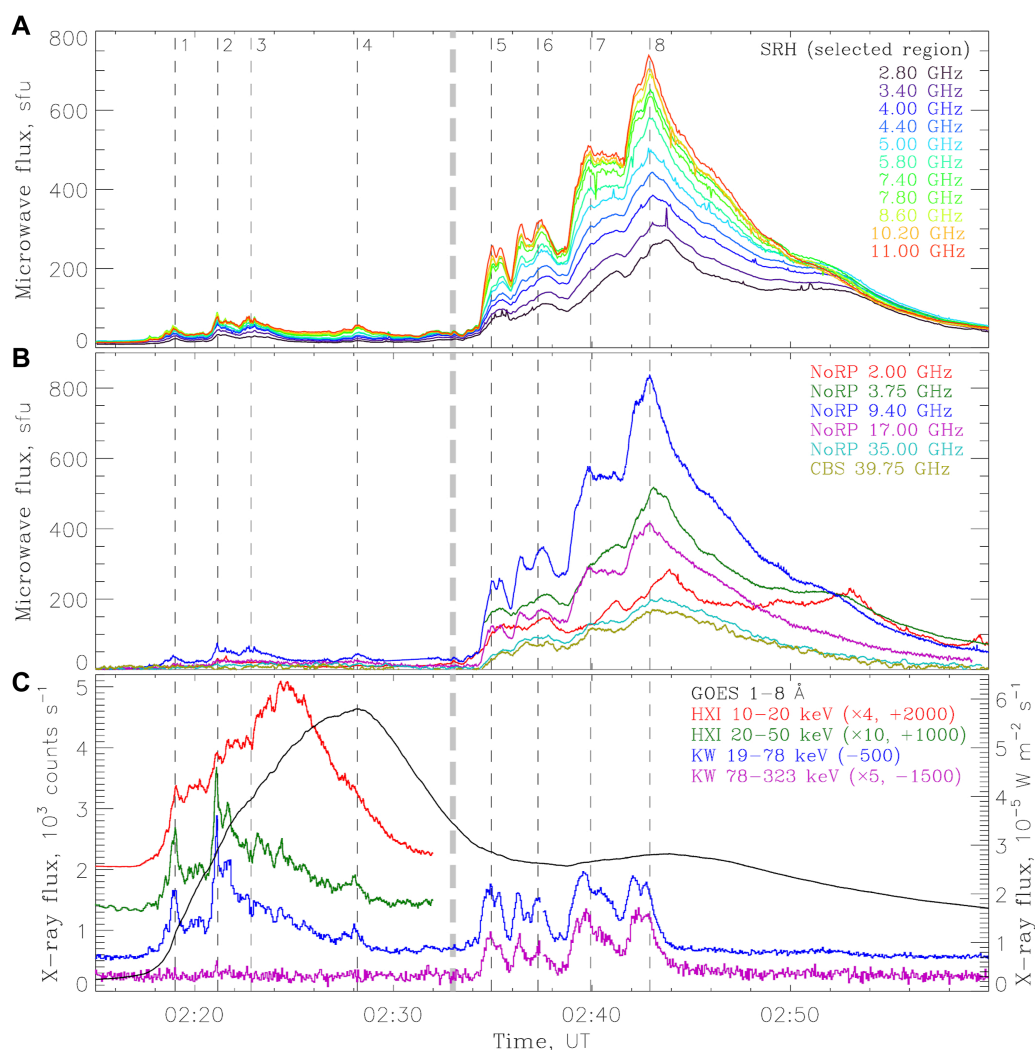 A
800
600
400
200
0
Microwave flux, sfu
1 2 3 4 5 6 7 8
SRH (selected region)
2.80 GHz
3.40 GHz
4.00 GHz
4.40 GHz
5.00 GHz
5.80 GHz
7.40 GHz
7.80 GHz
8.60 GHz
10.20 GHz
11.00 GHz
B
800
600
400
200
0
Microwave flux, sfu
NoRP 2.00 GHz
NoRP 3.75 GHz
NoRP 9.40 GHz
NoRP 17.00 GHz
NoRP 35.00 GHz
CBS 39.75 GHz
C
5
4
3
2
1
0
X-ray flux, 10³ counts s⁻¹
GOES 1–8 Å
HXI 10–20 keV (×4, +2000)
HXI 20–50 keV (×10, +1000)
KW 19–78 keV (−500)
KW 78–323 keV (×5, −1500)
6
5
4
3
2
1
0
X-ray flux, 10⁻⁵ W m⁻² s⁻¹
02:20 02:30 02:40 02:50
Time, UT